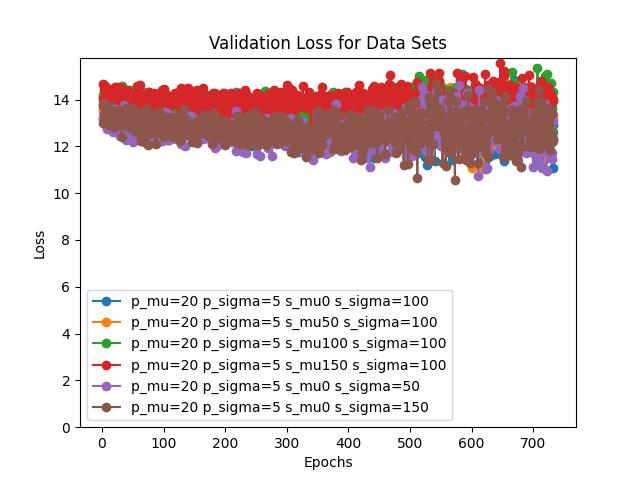 Validation Loss for Data Sets
Loss
14
12
10
8
6
4
2
0
p_mu=20 p_sigma=5 s_mu0 s_sigma=100
p_mu=20 p_sigma=5 s_mu50 s_sigma=100
p_mu=20 p_sigma=5 s_mu100 s_sigma=100
p_mu=20 p_sigma=5 s_mu150 s_sigma=100
p_mu=20 p_sigma=5 s_mu0 s_sigma=50
p_mu=20 p_sigma=5 s_mu0 s_sigma=150
0 100 200 300 400 500 600 700
Epochs